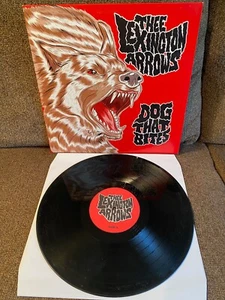 THEE
LEXINGTON
ARROWS
DOG
THAT
BITES
THEE
LEXINGTON
ARROWS